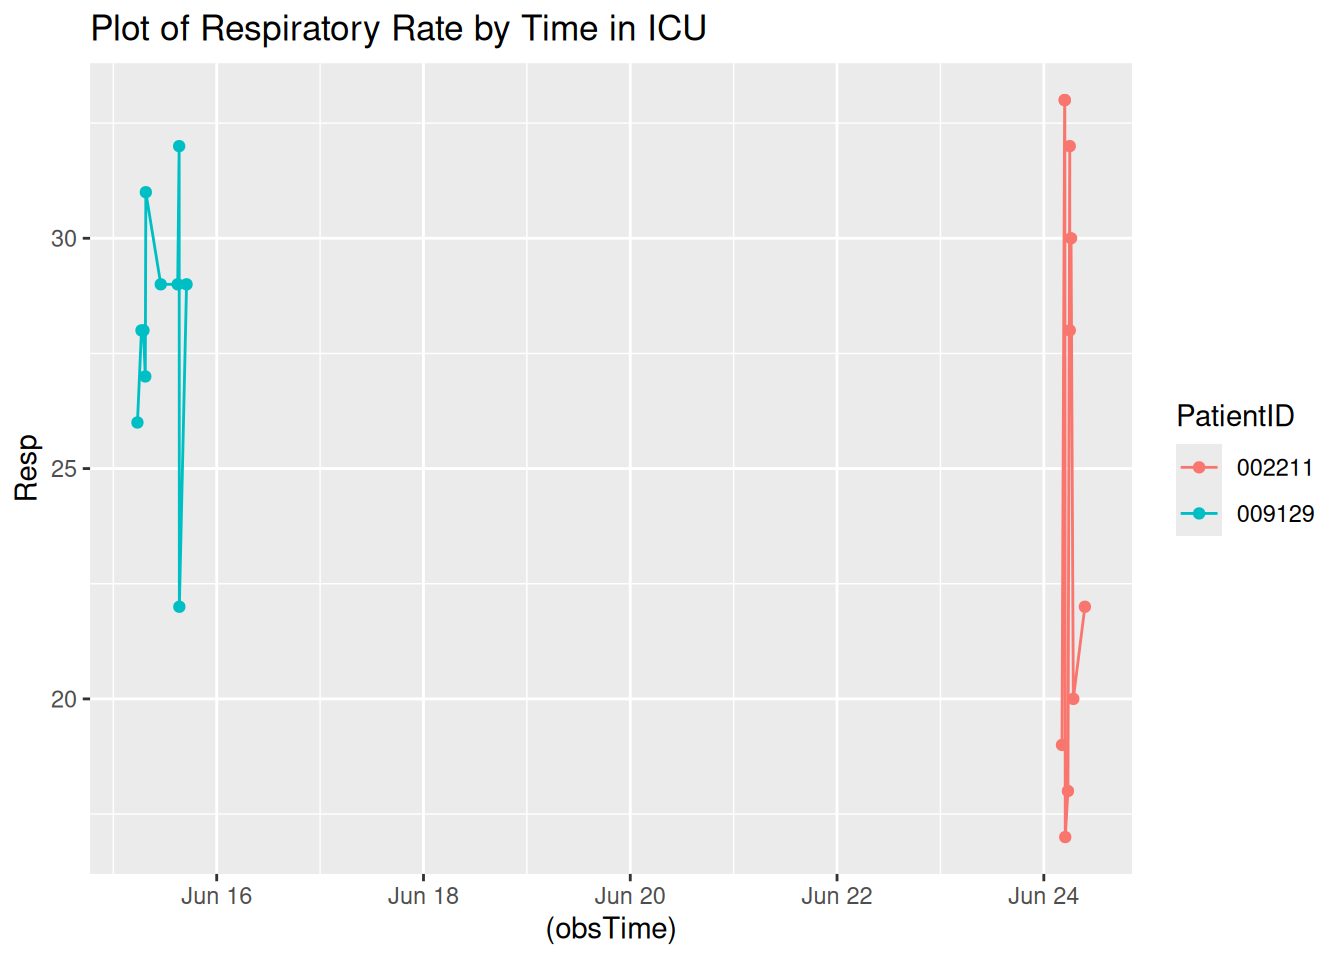 Plot of Respiratory Rate by Time in ICU
Resp
30
25
20
Jun 16
Jun 18
Jun 20
Jun 22
Jun 24
(obsTime)
PatientID
002211
009129